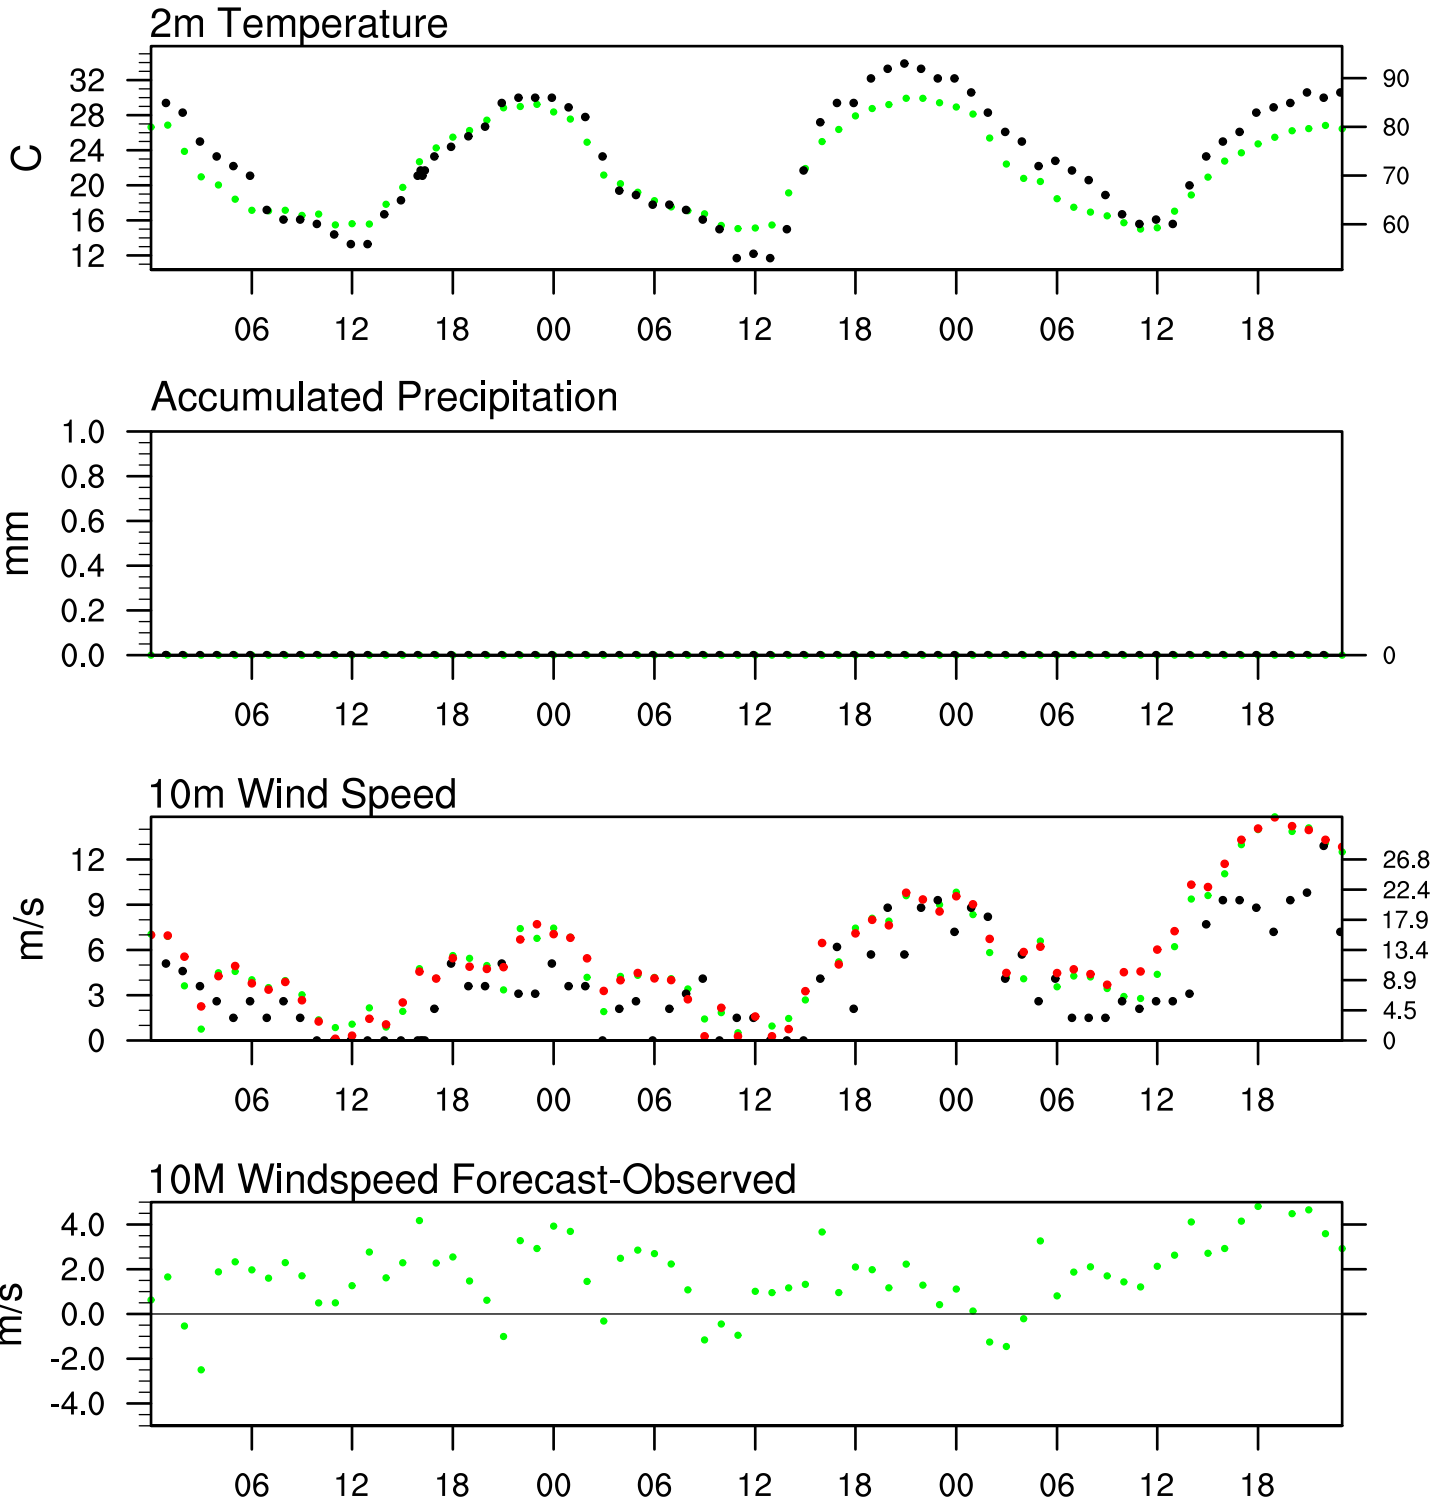 2m Temperature
C
32
28
24
20
16
12
90
80
70
60
06 12 18 00 06 12 18 00 06 12 18
Accumulated Precipitation
mm
1.0
0.8
0.6
0.4
0.2
0.0
0
06 12 18 00 06 12 18 00 06 12 18
10m Wind Speed
m/s
12
9
6
3
0
26.8
22.4
17.9
13.4
8.9
4.5
0
06 12 18 00 06 12 18 00 06 12 18
10M Windspeed Forecast-Observed
m/s
4.0
2.0
0.0
-2.0
-4.0
06 12 18 00 06 12 18 00 06 12 18